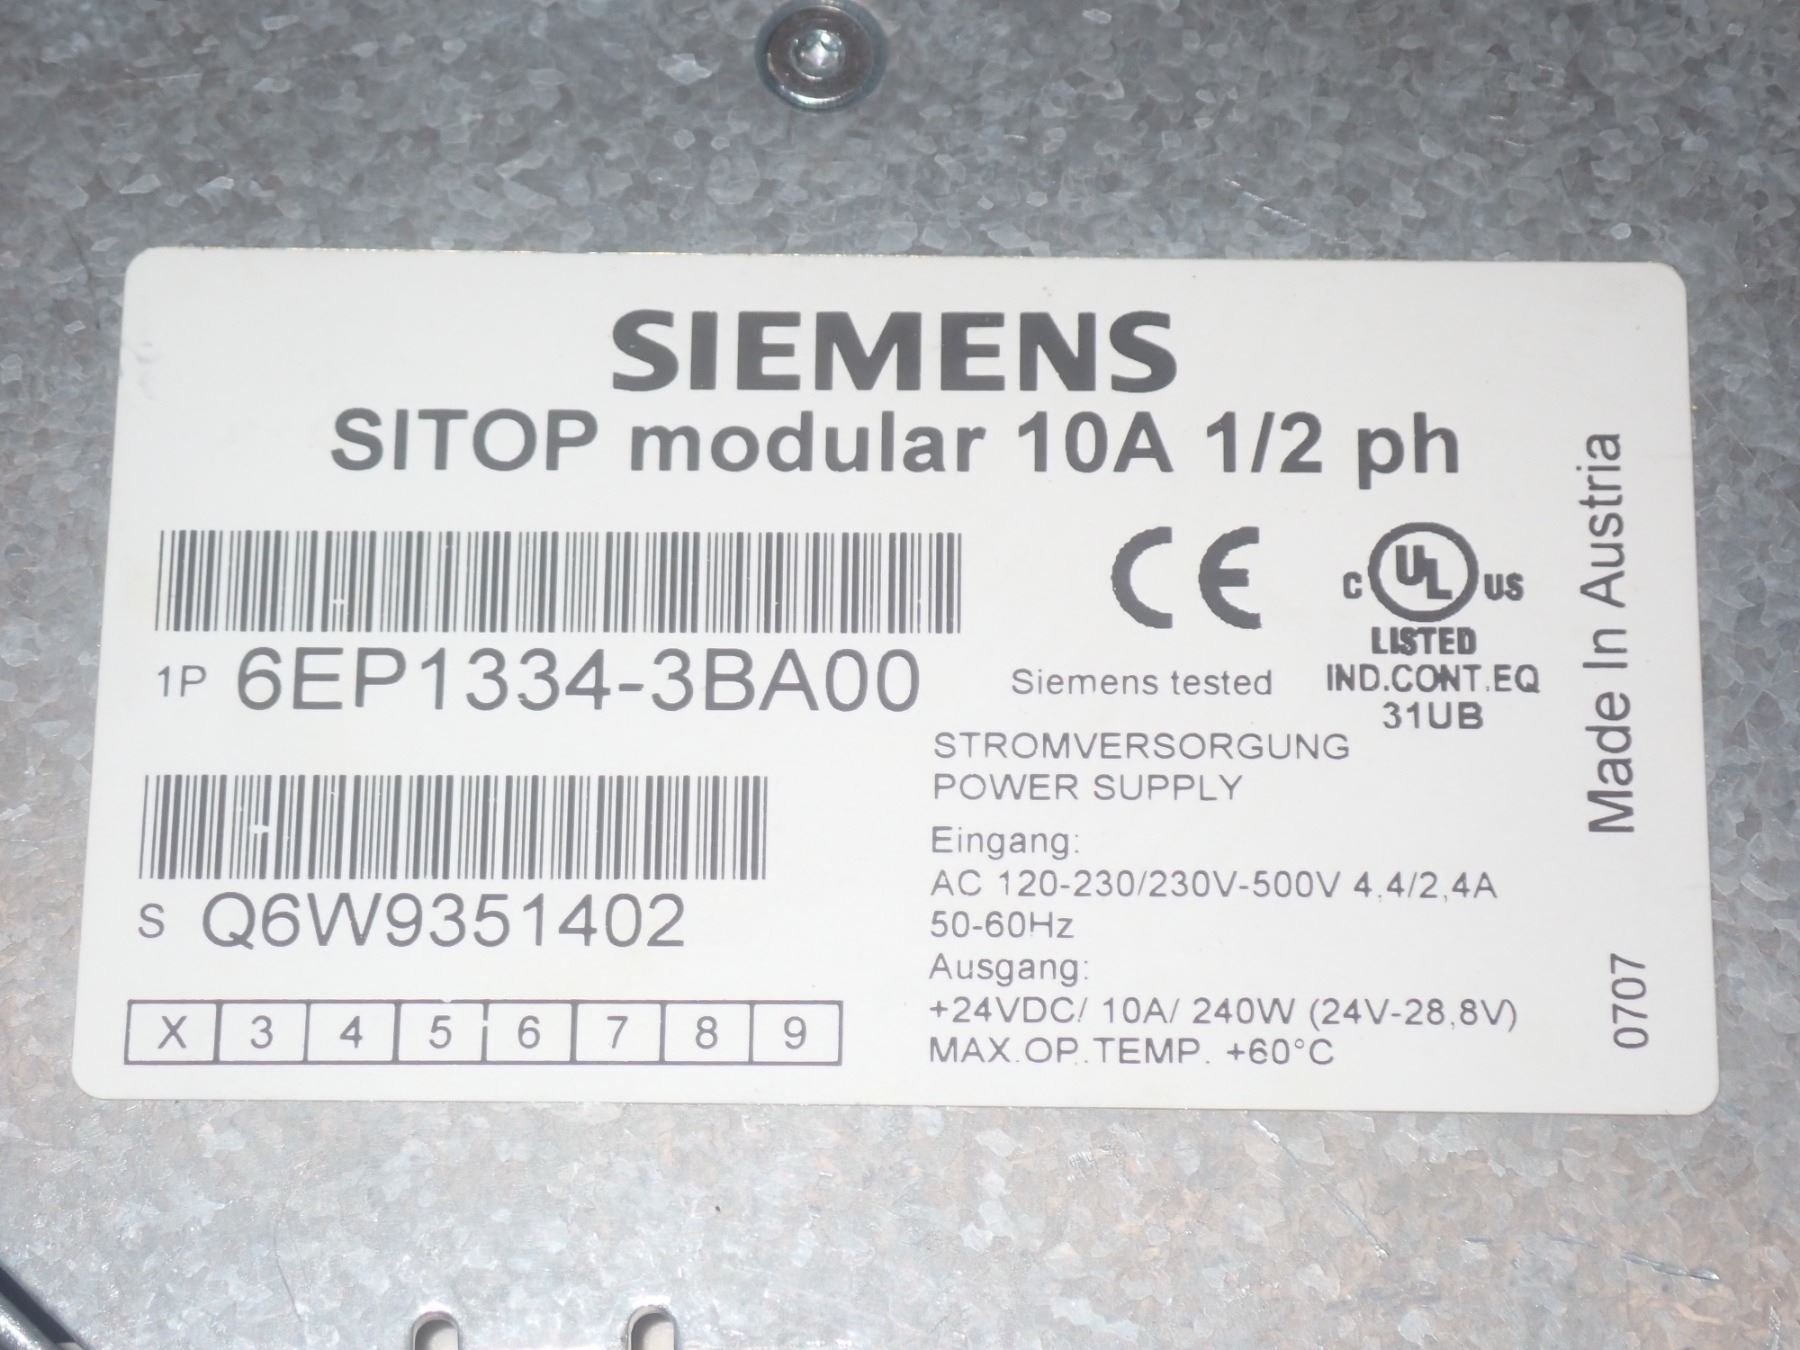 SIEMENS
SITOP modular 10A 1/2 ph
1P 6EP1334-3BA00
S Q6W9351402
X 3 4 5 6 7 8 9
CE
Siemens tested
C UL US
LISTED
IND.CONT.EQ
31UB
STROMVERSORGUNG
POWER SUPPLY
Eingang:
AC 120-230/230V-500V 4,4/2,4A
50-60Hz
Ausgang:
+24VDC/ 10A/ 240W (24V-28,8V)
MAX.OP.TEMP. +60°C
Made In Austria
0707